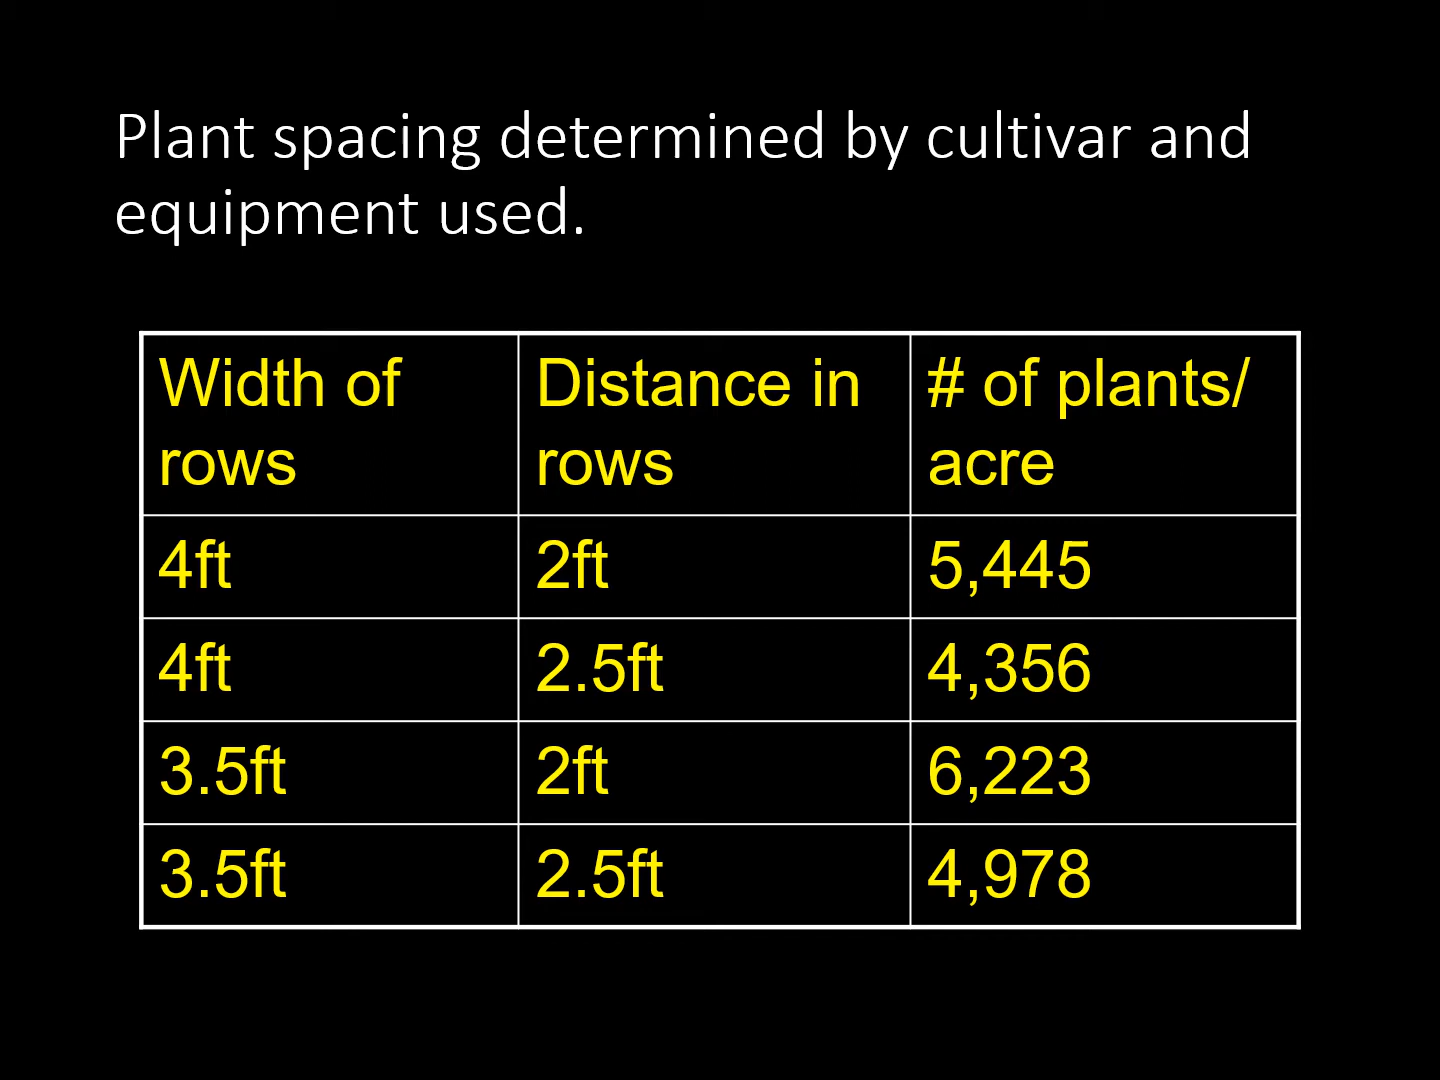 Plant spacing determined by cultivar and
equipment used.
Width of rows
Distance in rows
# of plants/ acre
4ft
2ft
5,445
4ft
2.5ft
4,356
3.5ft
2ft
6,223
3.5ft
2.5ft
4,978